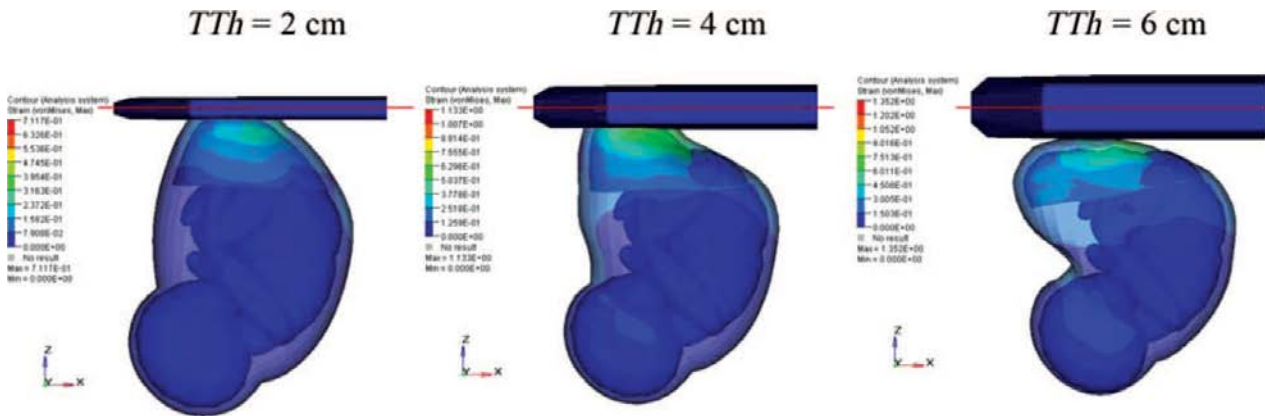 TTh = 2 cm
Contour (Analysis system)
Strain (vonMises, Max)
7.117E-01
6.326E-01
5.536E-01
4.745E-01
3.954E-01
3.163E-01
2.372E-01
1.582E-01
7.908E-02
0.000E+00
No result
Max = 7.117E-01
Min = 0.000E+00
Z
Y
X
TTh = 4 cm
Contour (Analysis system)
Strain (vonMises, Max)
1.133E+00
1.007E+00
8.814E-01
7.555E-01
6.296E-01
5.037E-01
3.778E-01
2.518E-01
1.259E-01
0.000E+00
No result
Max = 1.133E+00
Min = 0.000E+00
Z
Y
X
TTh = 6 cm
Contour (Analysis system)
Strain (vonMises, Max)
1.352E+00
1.202E+00
1.052E+00
9.016E-01
7.513E-01
6.011E-01
4.508E-01
3.005E-01
1.503E-01
0.000E+00
No result
Max = 1.352E+00
Min = 0.000E+00
Z
Y
X